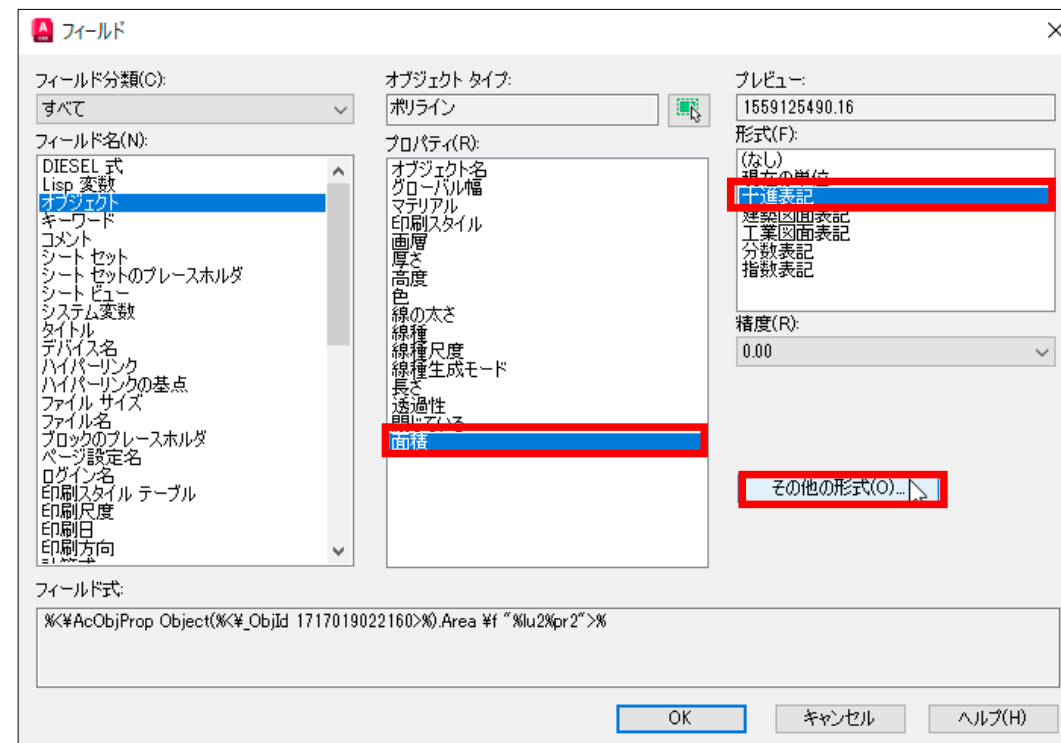 フィールド
フィールド分類(C):
すべて
フィールド名(N):
DIESEL 式
Lisp 変数
オブジェクト
キーワード
コメント
シート セット
シート セットのプレースホルダ
シート ビュー
システム変数
タイトル
デバイス名
ハイパーリンク
ハイパーリンクの基点
ファイル サイズ
ファイル名
ブロックのプレースホルダ
ページ設定名
ログイン名
印刷スタイル テーブル
印刷尺度
印刷日
印刷方向
オブジェクト タイプ:
ポリライン
プロパティ(R):
オブジェクト名
グローバル幅
マテリアル
印刷スタイル
画層
厚さ
高度
色
線の太さ
線種
線種尺度
線種生成モード
長さ
透過性
閉じている
面積
プレビュー:
1559125490.16
形式(F):
(なし)
現在の単位
十進表記
建築図面表記
工業図面表記
分数表記
指数表記
精度(R):
0.00
その他の形式(O)...
フィールド式:
%<¥AcObjProp Object(%<¥_ObjId 1717019022160>%).Area ¥f "%lu2%pr2">%
OK
キャンセル
ヘルプ(H)